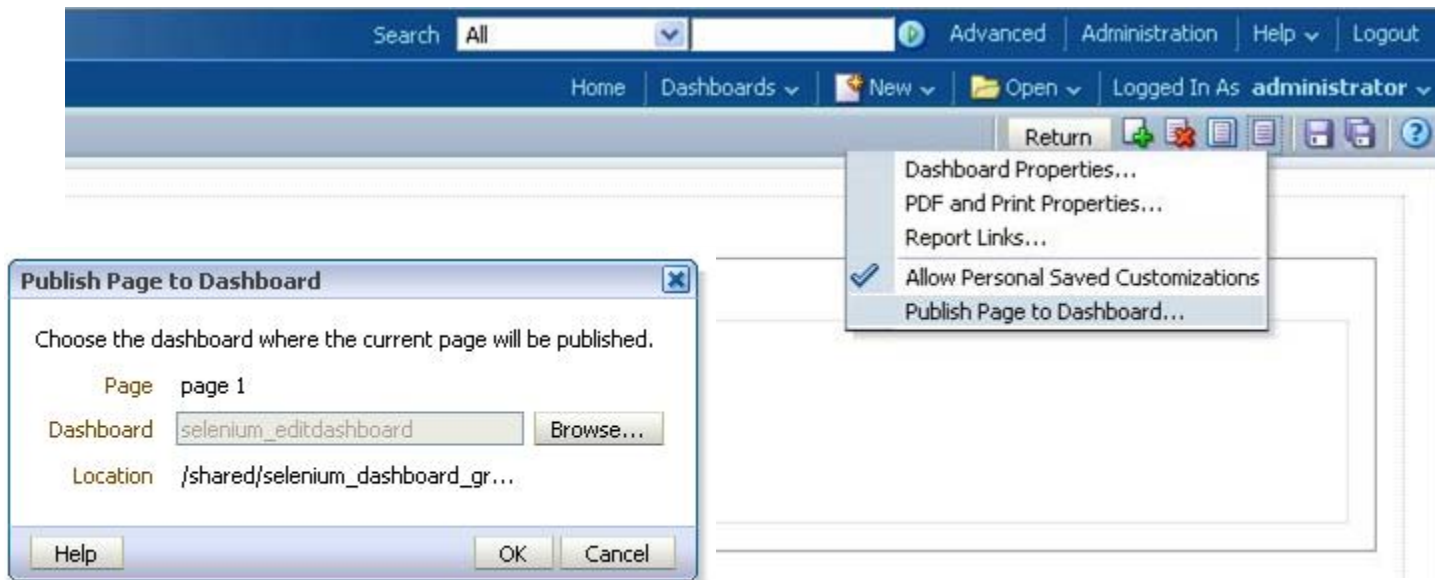 Search All Advanced Administration Help Logout
Home Dashboards New Open Logged In As administrator
Return
Dashboard Properties...
PDF and Print Properties...
Report Links...
Allow Personal Saved Customizations
Publish Page to Dashboard...
Publish Page to Dashboard
Choose the dashboard where the current page will be published.
Page page 1
Dashboard selenium_editdashboard Browse...
Location /shared/selenium_dashboard_gr...
Help OK Cancel